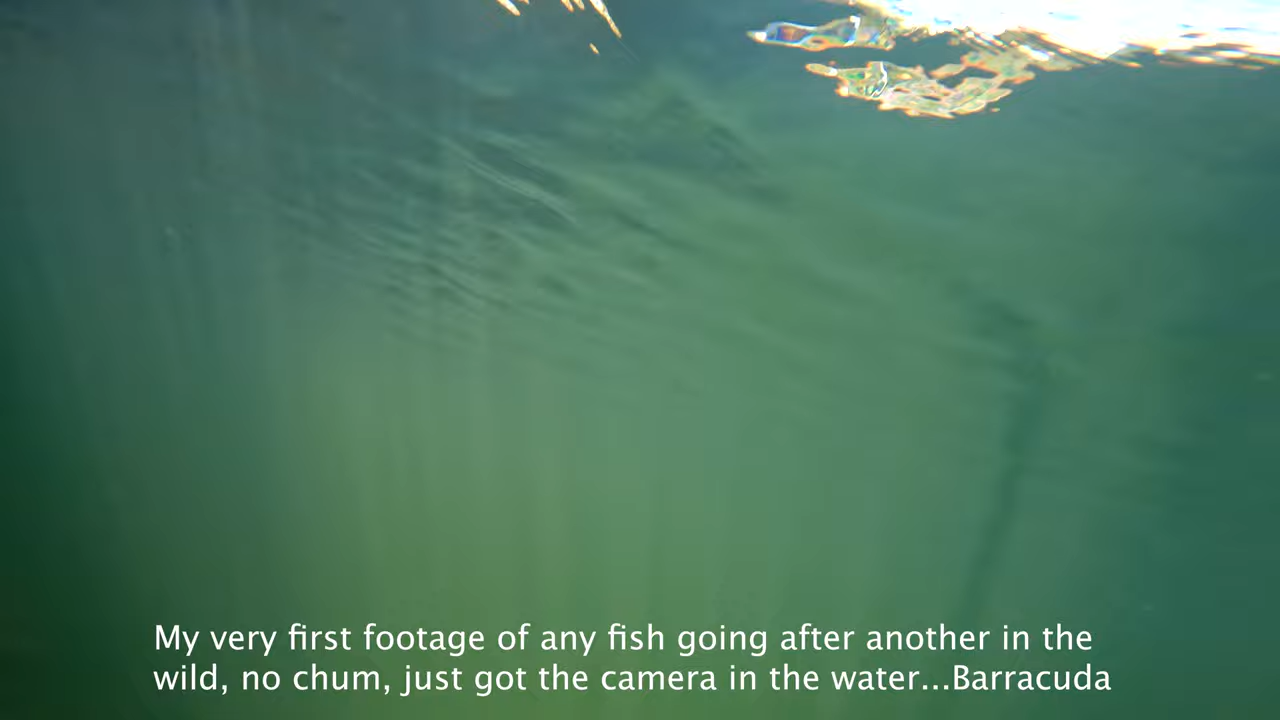 My very first footage of any fish going after another in the
wild, no chum, just got the camera in the water...Barracuda